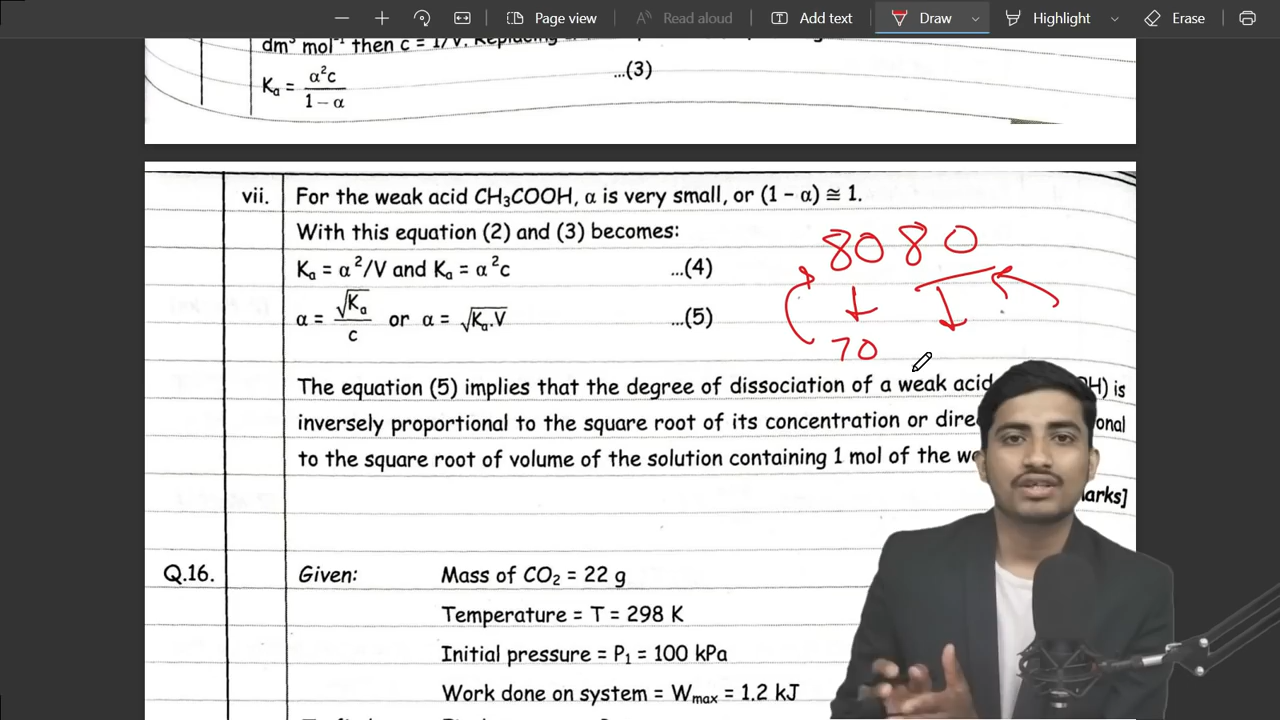 Page view Read aloud Add text Draw Highlight Erase
dm³ mol⁻¹ then c = 1/V.
Kₐ = α²c / 1 − α ...(3)
vii. For the weak acid CH₃COOH, α is very small, or (1 − α) ≅ 1.
With this equation (2) and (3) becomes:
Kₐ = α²/V and Kₐ = α²c ...(4)
α = √Kₐ / c or α = √Kₐ.V ...(5)
8080
70
The equation (5) implies that the degree of dissociation of a weak acid OH) is
inversely proportional to the square root of its concentration or dire onal
to the square root of volume of the solution containing 1 mol of the we
arks]
Q.16. Given: Mass of CO₂ = 22 g
Temperature = T = 298 K
Initial pressure = P₁ = 100 kPa
Work done on system = Wmax = 1.2 kJ